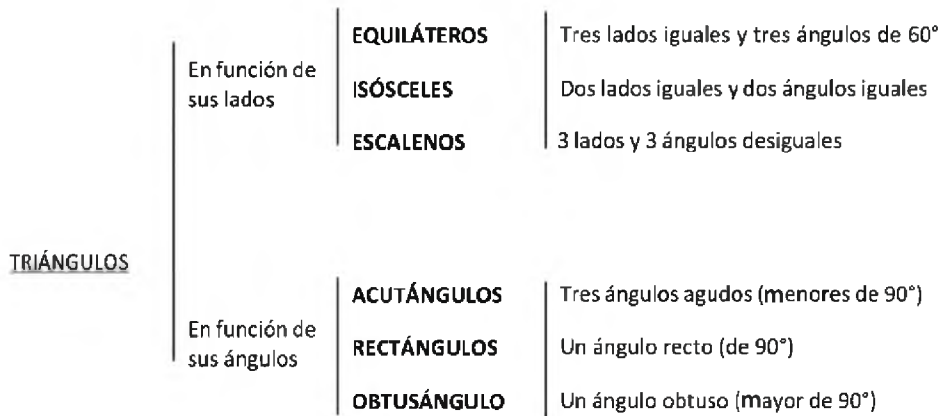 TRIÁNGULOS
En función de
sus lados
EQUILÁTEROS
Tres lados iguales y tres ángulos de 60°
ISÓSCELES
Dos lados iguales y dos ángulos iguales
ESCALENOS
3 lados y 3 ángulos desiguales
En función de
sus ángulos
ACUTÁNGULOS
Tres ángulos agudos (menores de 90°)
RECTÁNGULOS
Un ángulo recto (de 90°)
OBTUSÁNGULO
Un ángulo obtuso (mayor de 90°)